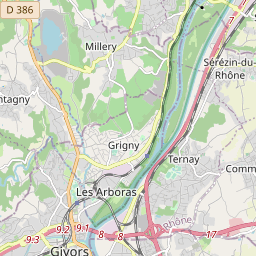 D 386
7
Millery
Sérézin-du-
Rhône
ntagny
Grigny
Ternay
Comm
Les Arboras
Rhône
9.2
9.1
9.3
8
8
17
Givors